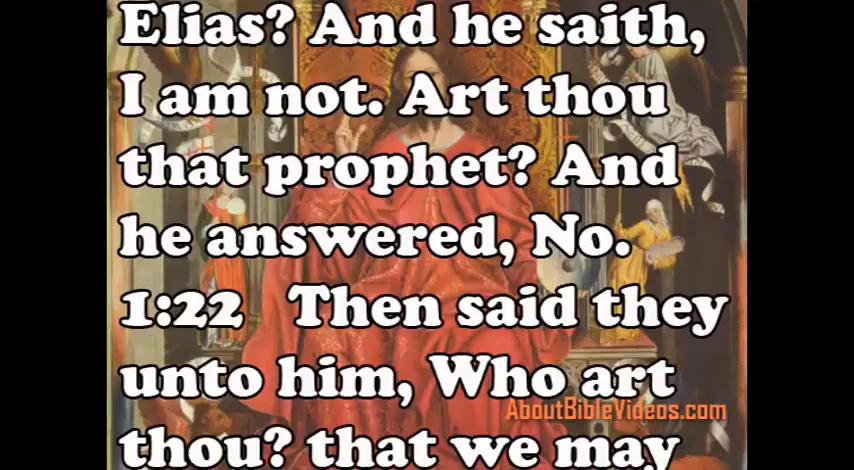 Elias? And he saith,
I am not. Art thou
that prophet? And
he answered, No.
1:22 Then said they
unto him, Who art
AboutBibleVideos.com
thou? that we may